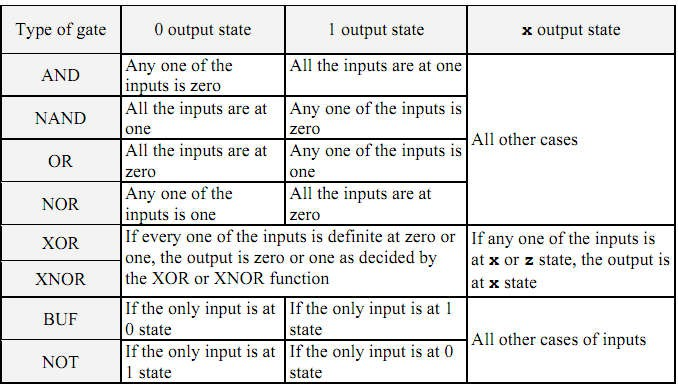 Type of gate 0 output state 1 output state x output state
AND
Any one of the
inputs is zero
All the inputs are at one
NAND
All the inputs are at
one
Any one of the inputs is
zero
OR
All the inputs are at
zero
Any one of the inputs is
one
NOR
Any one of the
inputs is one
All the inputs are at
zero
All other cases
XOR
XNOR
If every one of the inputs is definite at zero or
one, the output is zero or one as decided by
the XOR or XNOR function
If any one of the inputs is
at x or z state, the output is
at x state
BUF
If the only input is at
0 state
If the only input is at 1
state
NOT
If the only input is at
1 state
If the only input is at 0
state
All other cases of inputs